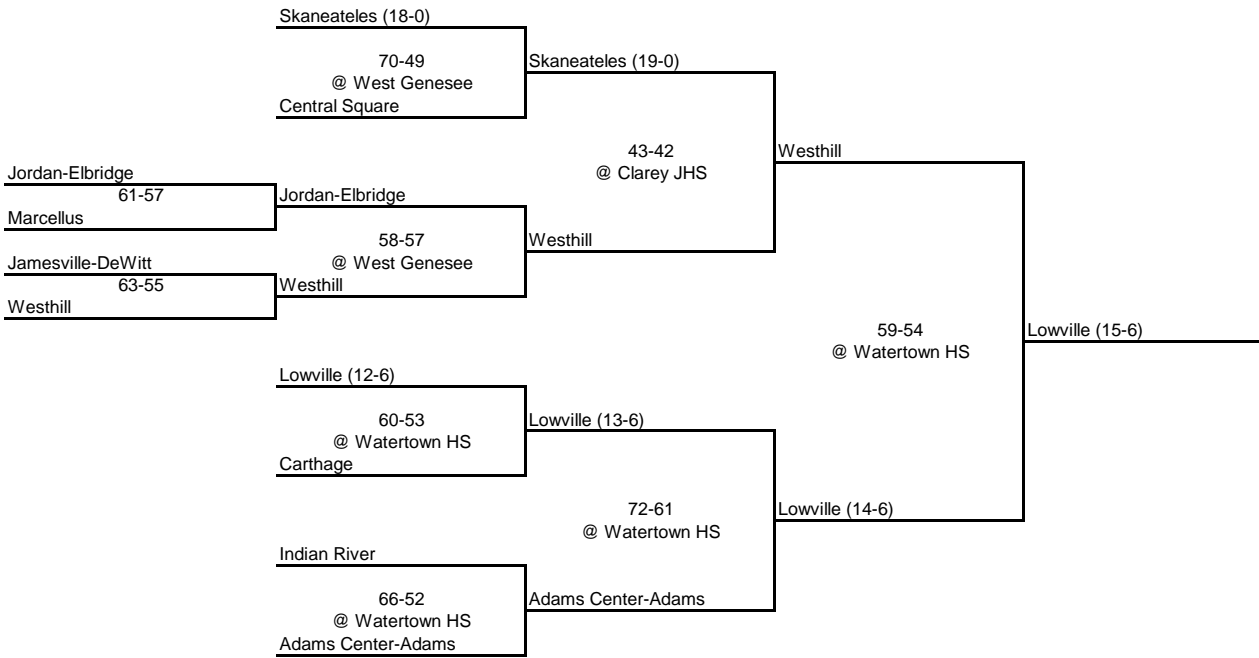 Skaneateles (18-0)
70-49
@ West Genesee
Skaneateles (19-0)
Central Square
43-42
@ Clarey JHS
Westhill
Jordan-Elbridge
61-57
Jordan-Elbridge
Marcellus
58-57
@ West Genesee
Westhill
Jamesville-DeWitt
63-55
Westhill
Westhill
59-54
@ Watertown HS
Lowville (15-6)
Lowville (12-6)
60-53
@ Watertown HS
Lowville (13-6)
Carthage
72-61
@ Watertown HS
Lowville (14-6)
Indian River
66-52
@ Watertown HS
Adams Center-Adams
Adams Center-Adams